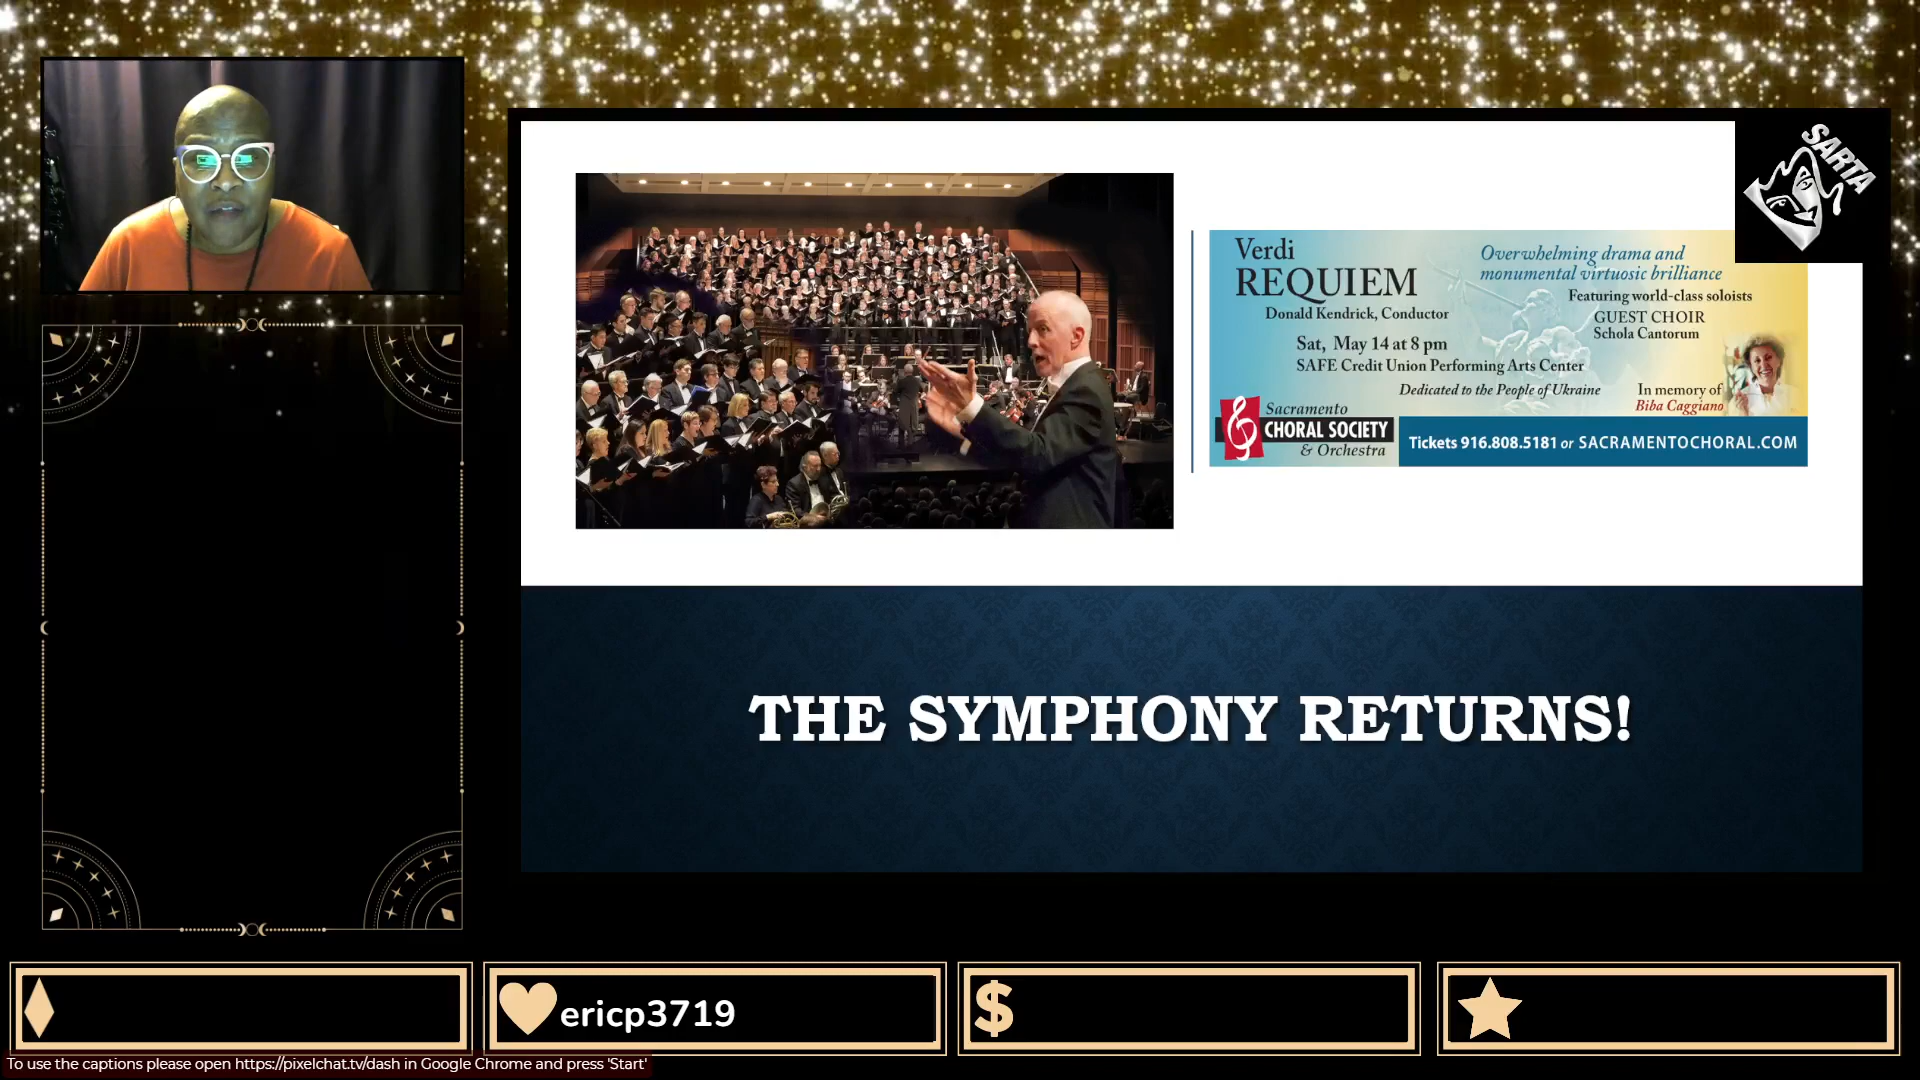 SARTA
Verdi
REQUIEM
Donald Kendrick, Conductor
Sat, May 14 at 8 pm
SAFE Credit Union Performing Arts Center
Overwhelming drama and
monumental virtuosic brilliance
Featuring world-class soloists
GUEST CHOIR
Schola Cantorum
Dedicated to the People of Ukraine
In memory of
Biba Caggiano
Sacramento
CHORAL SOCIETY
& Orchestra
Tickets 916.808.5181 or SACRAMENTOCHORAL.COM
THE SYMPHONY RETURNS!
ericp3719
$
To use the captions please open https://pixelchat.tv/dash in Google Chrome and press 'Start'